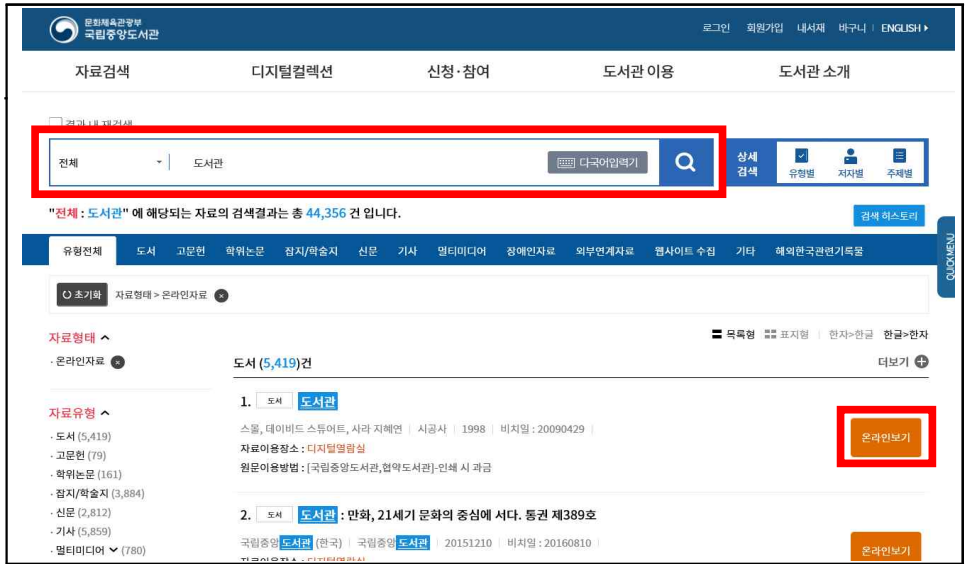 문화체육관광부
국립중앙도서관
로그인 회원가입 내서재 바구니 ENGLISH
자료검색 디지털컬렉션 신청·참여 도서관 이용 도서관 소개
결과 내 재검색
전체 도서관 다국어입력기 상세검색 유형별 저자별 주제별
"전체 : 도서관" 에 해당되는 자료의 검색결과는 총 44,356 건 입니다.
검색 히스토리
QUICKMENU
유형전체 도서 고문헌 학위논문 잡지/학술지 신문 기사 멀티미디어 장애인자료 외부연계자료 웹사이트 수집 기타 해외한국관련기록물
초기화 자료형태 > 온라인자료
자료형태
목록형 표지형 한자>한글 한글>한자
· 온라인자료
도서 (5,419)건 더보기
자료유형
· 도서 (5,419)
· 고문헌 (79)
· 학위논문 (161)
· 잡지/학술지 (3,884)
· 신문 (2,812)
· 기사 (5,859)
· 멀티미디어 (780)
1. 도서 도서관
스몰, 데이비드 스튜어트, 사라 지혜연 시공사 1998 비치일 : 20090429
자료이용장소 : 디지털열람실
원문이용방법 : [국립중앙도서관,협약도서관]-인쇄 시 과금
온라인보기
2. 도서 도서관 : 만화, 21세기 문화의 중심에 서다. 통권 제389호
국립중앙도서관 (한국) 국립중앙도서관 20151210 비치일 : 20160810
온라인보기